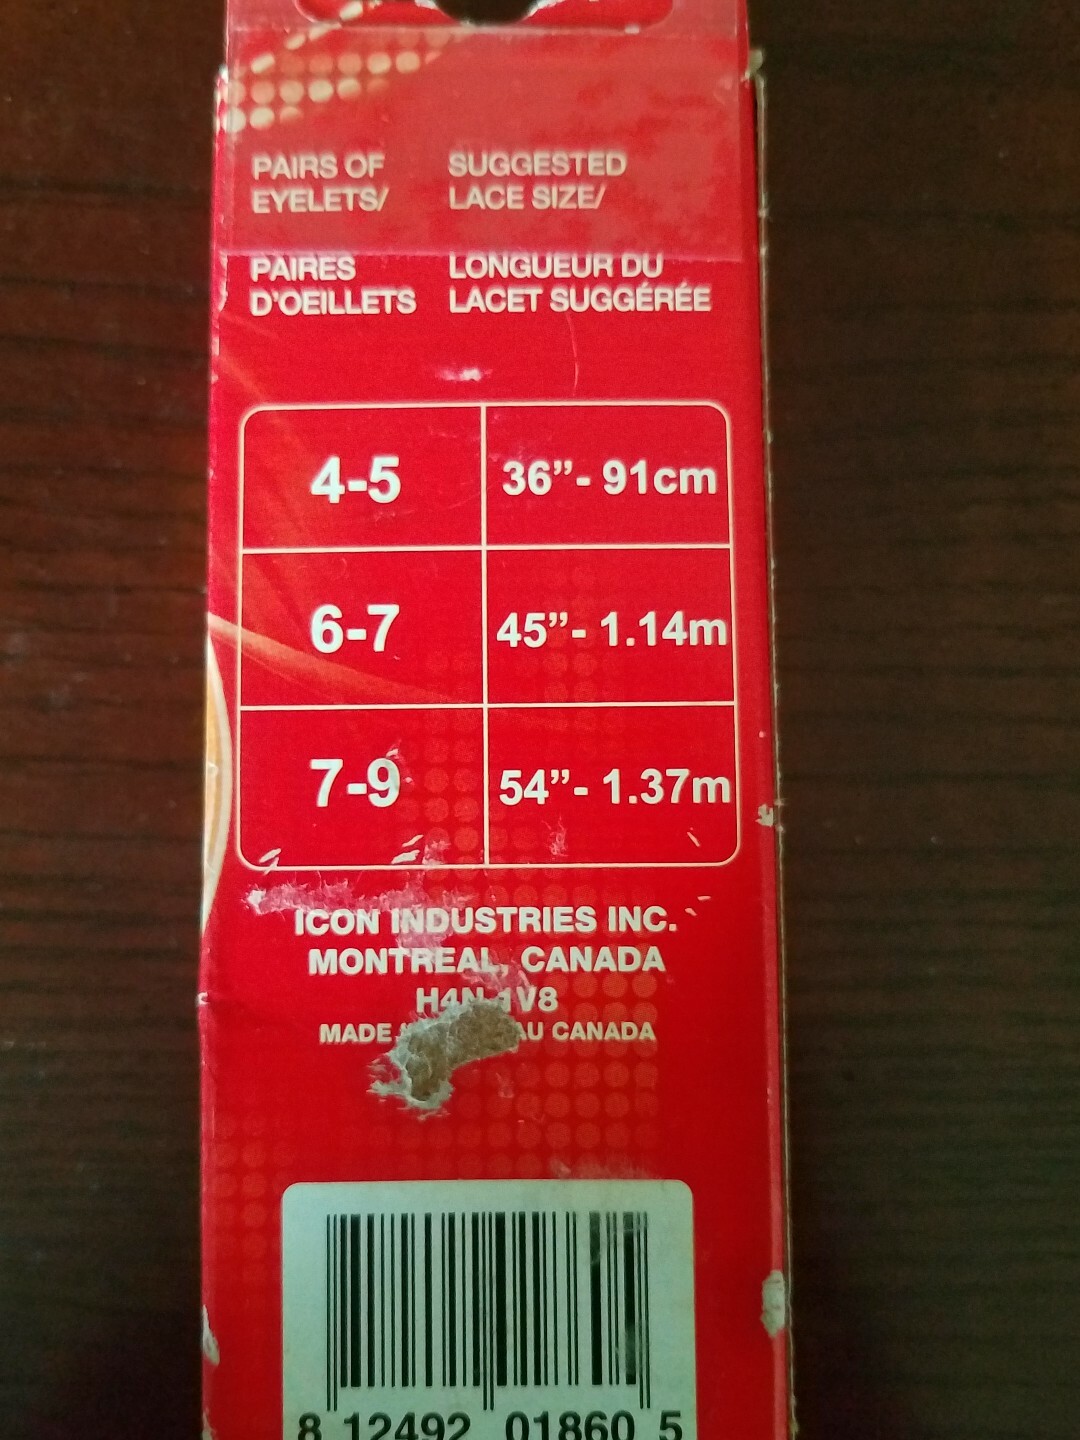 PAIRS OF
EYELETS/
SUGGESTED
LACE SIZE/
PAIRES
D'OEILLETS
LONGUEUR DU
LACET SUGGÉRÉE
4-5 36”- 91cm
6-7 45”- 1.14m
7-9 54”- 1.37m
ICON INDUSTRIES INC.
MONTREAL, CANADA
H4N 1V8
MADE AU CANADA
8 12492 01860 5